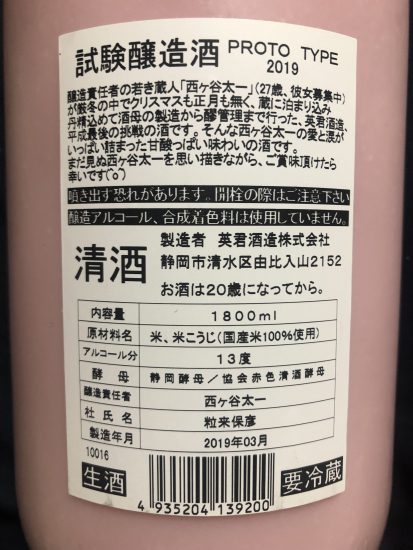 試験醸造酒 PROTO TYPE
2019
醸造責任者の若き蔵人「西ヶ谷太一」(27歳、彼女募集中)
が厳冬の中でクリスマスも正月も無く、蔵に泊まり込み
丹精込めて酒母の製造から醪管理まで行った、英君酒造、
平成最後の挑戦の酒です。そんな西ヶ谷太一の愛と涙が
いっぱい詰まった甘酸っぱい味わいの酒です。
まだ見ぬ西ヶ谷太一を思い描きながら、ご賞味頂けたら
幸いです(^o^)
噴き出す恐れがあります。開栓の際はご注意下さい
醸造アルコール、合成着色料は使用していません。
清酒
製造者 英君酒造株式会社
静岡市清水区由比入山2152
お酒は20歳になってから。
内容量 1800ml
原材料名 米、米こうじ(国産米100%使用)
アルコール分 13度
酵母 静岡酵母/協会赤色清酒酵母
醸造責任者 西ヶ谷太一
杜氏名 粒来保彦
製造年月 2019年03月
10016
生酒
要冷蔵
4 935204 139200